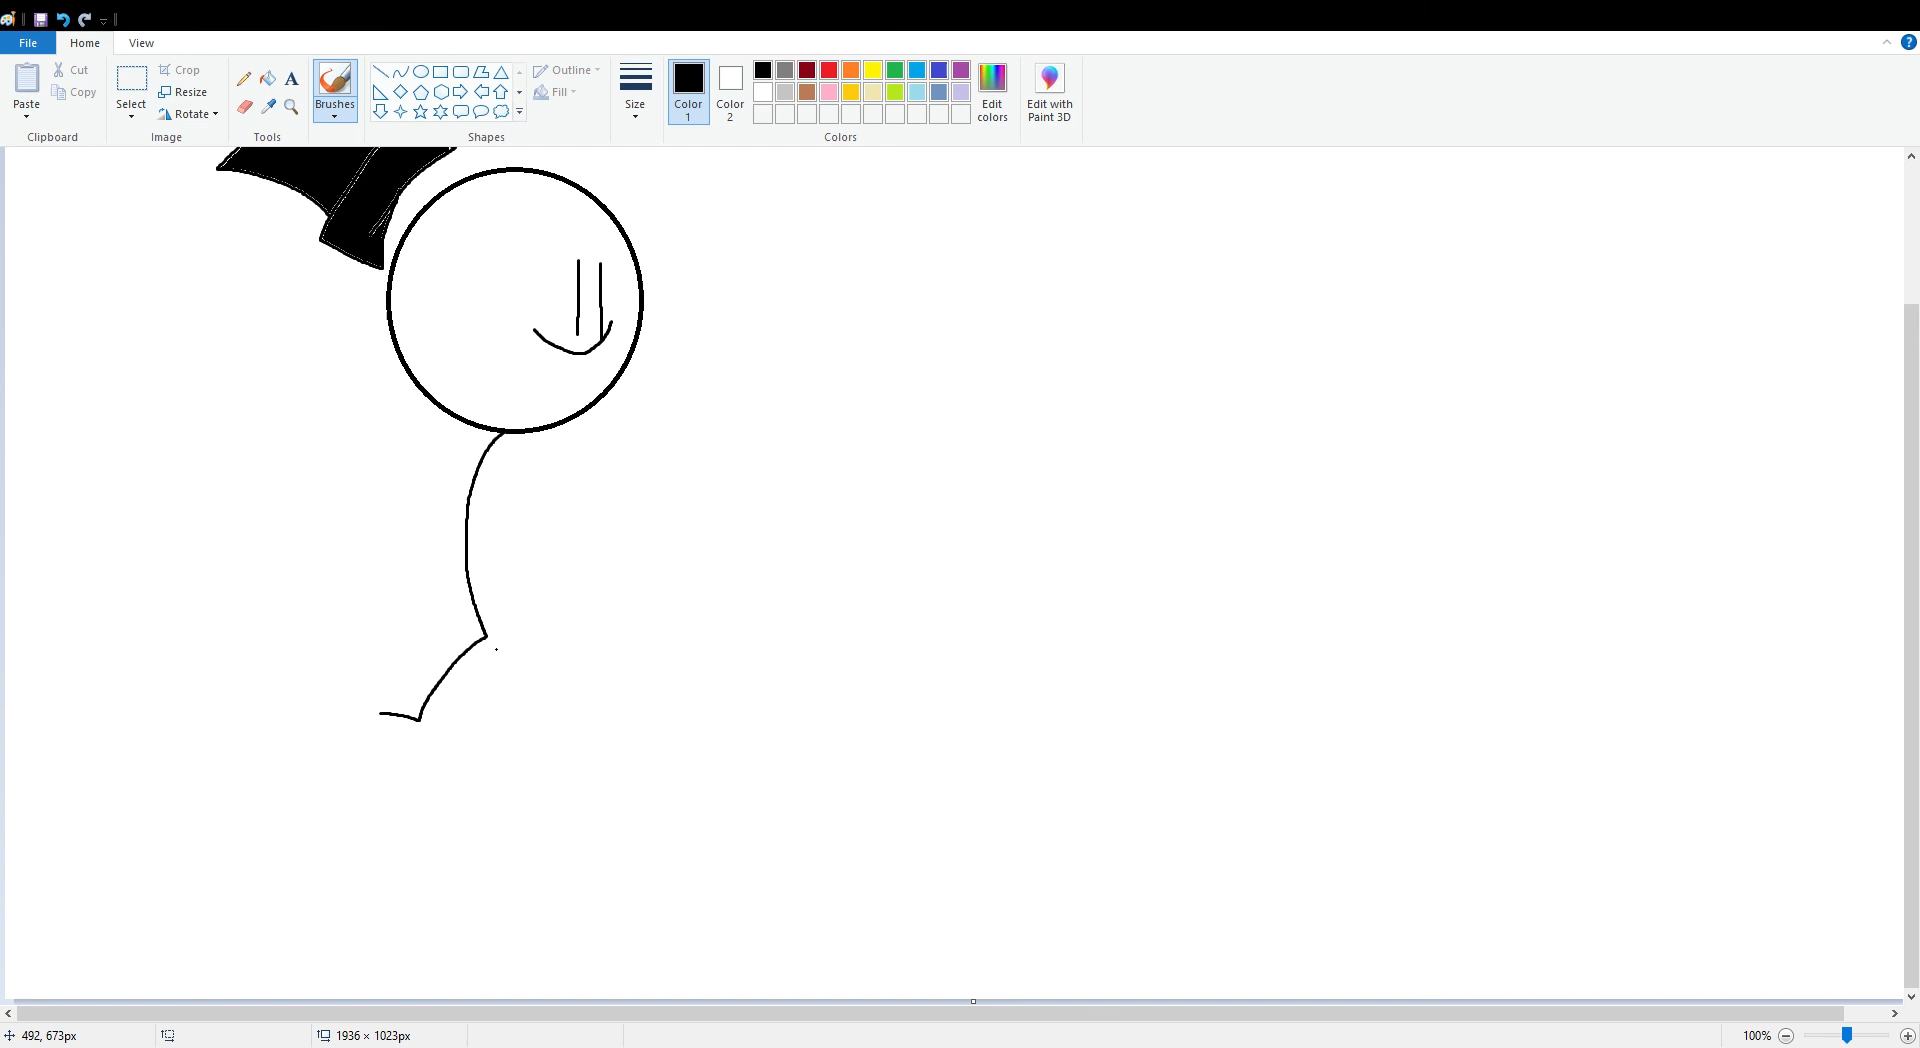 File Home View
Paste
Cut
Copy
Clipboard
Select
Crop
Resize
Rotate
Image
A
Tools
Brushes
Shapes
Outline
Fill
Size
Color
1
Color
2
Edit
colors
Colors
Edit with
Paint 3D
?
492, 673px 1936 × 1023px 100%